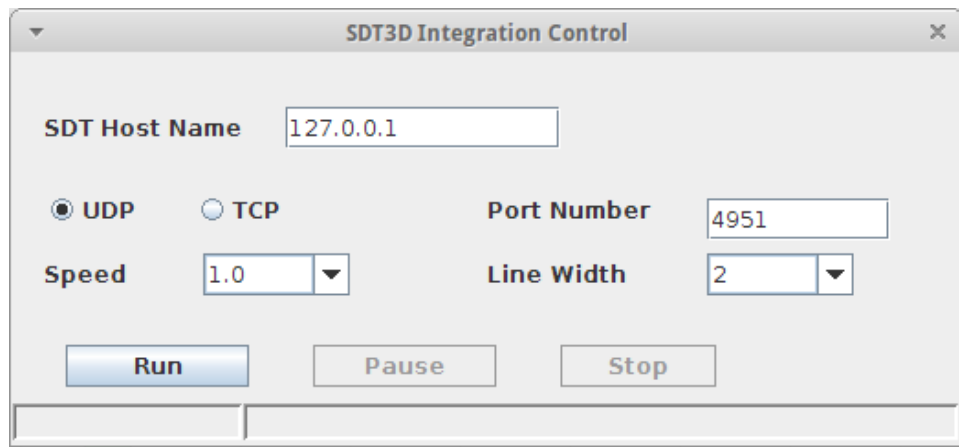 SDT3D Integration Control
SDT Host Name 127.0.0.1
UDP TCP Port Number 4951
Speed 1.0 Line Width 2
Run Pause Stop